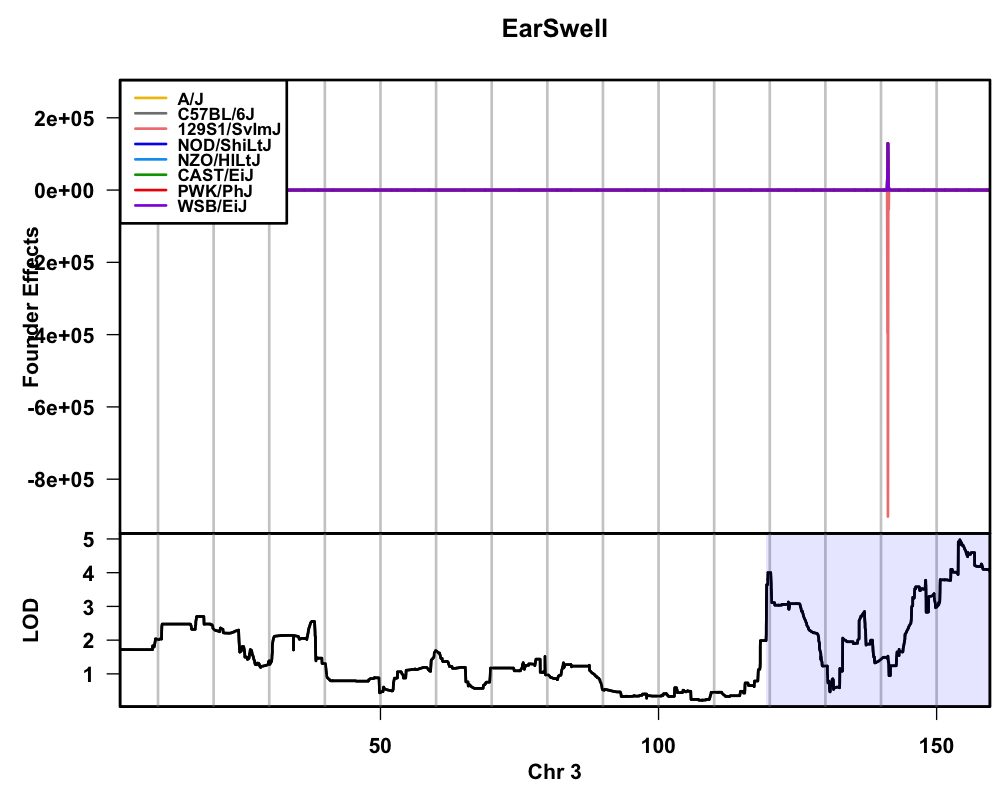 EarSwell
A/J
C57BL/6J
129S1/SvImJ
NOD/ShiLtJ
NZO/HlLtJ
CAST/EiJ
PWK/PhJ
WSB/EiJ
2e+05
0e+00
-2e+05
-4e+05
-6e+05
-8e+05
Founder Effects
5
4
3
2
1
LOD
50 100 150
Chr 3